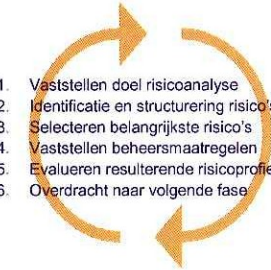 1. Vaststellen doel risicoanalyse
2. Identificatie en structurering risico's
3. Selecteren belangrijkste risico's
4. Vaststellen beheersmaatregelen
5. Evalueren resulterende risicoprofie
6. Overdracht naar volgende fase